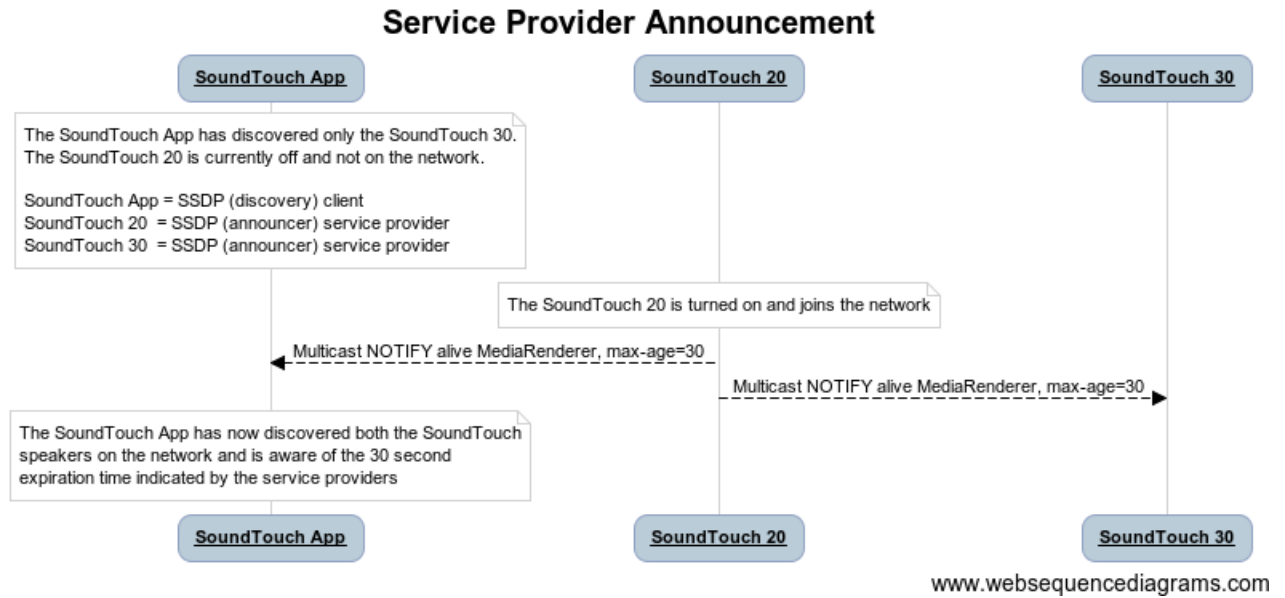 Service Provider Announcement
SoundTouch App
SoundTouch 20
SoundTouch 30
The SoundTouch App has discovered only the SoundTouch 30.
The SoundTouch 20 is currently off and not on the network.
SoundTouch App = SSDP (discovery) client
SoundTouch 20  = SSDP (announcer) service provider
SoundTouch 30  = SSDP (announcer) service provider
The SoundTouch 20 is turned on and joins the network
Multicast NOTIFY alive MediaRenderer, max-age=30
Multicast NOTIFY alive MediaRenderer, max-age=30
The SoundTouch App has now discovered both the SoundTouch
speakers on the network and is aware of the 30 second
expiration time indicated by the service providers
SoundTouch App
SoundTouch 20
SoundTouch 30
www.websequencediagrams.com